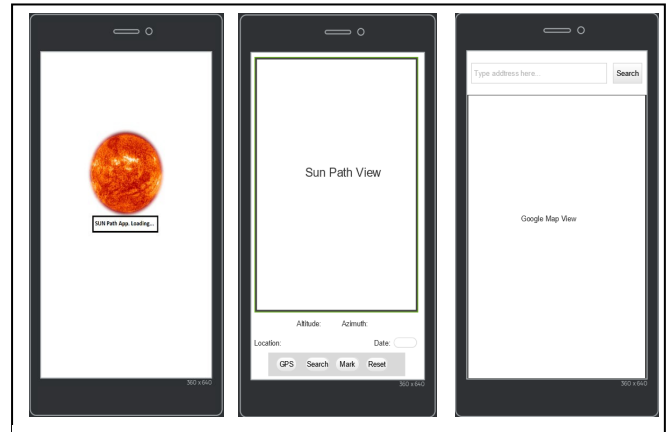 SUN Path App. Loading...
360 x 640
Sun Path View
Altitude: Azimuth:
Location: Date:
GPS Search Mark Reset
360 x 640
Type address here.. Search
Google Map View
360 x 640